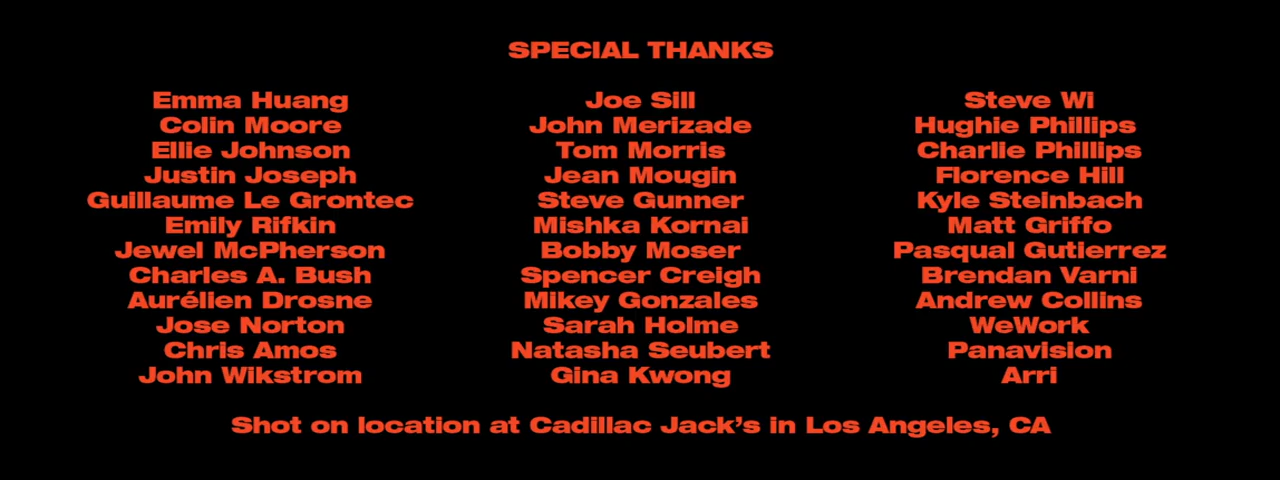 SPECIAL THANKS
Emma Huang
Colin Moore
Ellie Johnson
Justin Joseph
Guillaume Le Grontec
Emily Rifkin
Jewel McPherson
Charles A. Bush
Aurélien Drosne
Jose Norton
Chris Amos
John Wikstrom
Joe Sill
John Merizade
Tom Morris
Jean Mougin
Steve Gunner
Mishka Kornai
Bobby Moser
Spencer Creigh
Mikey Gonzales
Sarah Holme
Natasha Seubert
Gina Kwong
Steve Wi
Hughie Phillips
Charlie Phillips
Florence Hill
Kyle Steinbach
Matt Griffo
Pasqual Gutierrez
Brendan Varni
Andrew Collins
WeWork
Panavision
Arri
Shot on location at Cadillac Jack’s in Los Angeles, CA